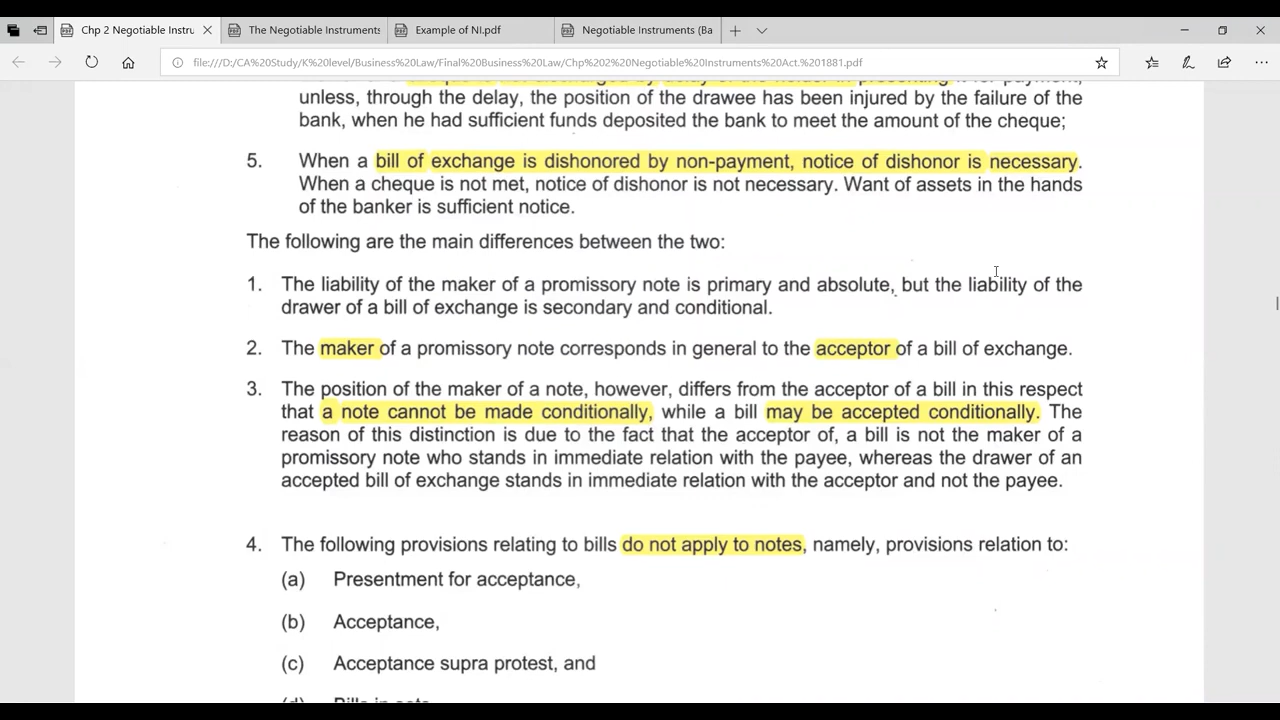 Chp 2 Negotiable Instru
The Negotiable Instruments
Example of NI.pdf
Negotiable Instruments (Ba
file:///D:/CA%20Study/K%20level/Business%20Law/Final%20Business%20Law/Chp%202%20Negotiable%20Instruments%20Act.%201881.pdf
unless, through the delay, the position of the drawee has been injured by the failure of the
bank, when he had sufficient funds deposited the bank to meet the amount of the cheque;
5. When a bill of exchange is dishonored by non-payment, notice of dishonor is necessary.
When a cheque is not met, notice of dishonor is not necessary. Want of assets in the hands
of the banker is sufficient notice.
The following are the main differences between the two:
1. The liability of the maker of a promissory note is primary and absolute, but the liability of the
drawer of a bill of exchange is secondary and conditional.
2. The maker of a promissory note corresponds in general to the acceptor of a bill of exchange.
3. The position of the maker of a note, however, differs from the acceptor of a bill in this respect
that a note cannot be made conditionally, while a bill may be accepted conditionally. The
reason of this distinction is due to the fact that the acceptor of, a bill is not the maker of a
promissory note who stands in immediate relation with the payee, whereas the drawer of an
accepted bill of exchange stands in immediate relation with the acceptor and not the payee.
4. The following provisions relating to bills do not apply to notes, namely, provisions relation to:
(a) Presentment for acceptance,
(b) Acceptance,
(c) Acceptance supra protest, and